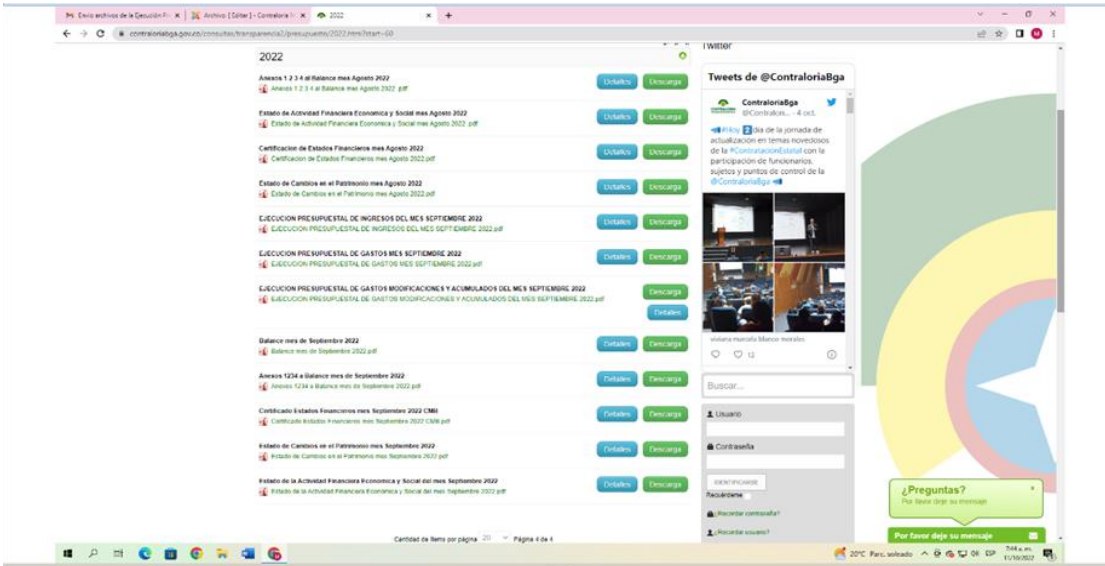 Envio archivos de la Ejecución Pr
Archivo [Editar] - Contraloría M
2022
contraloriabga.gov.co/consultas/transparencia2/presupuesto/2022.html?start=60
2022
Anexos 1 2 3 4 al Balance mes Agosto 2022
Anexos 1 2 3 4 al Balance mes Agosto 2022 .pdf
Detalles
Descarga
Estado de Actividad Financiera Economica y Social mes Agosto 2022
Estado de Actividad Financiera Economica y Social mes Agosto 2022 .pdf
Detalles
Descarga
Certificacion de Estados Financieros mes Agosto 2022
Certificacion de Estados Financieros mes Agosto 2022.pdf
Detalles
Descarga
Estado de Cambios en el Patrimonio mes Agosto 2022
Estado de Cambios en el Patrimonio mes Agosto 2022.pdf
Detalles
Descarga
EJECUCION PRESUPUESTAL DE INGRESOS DEL MES SEPTIEMBRE 2022
EJECUCION PRESUPUESTAL DE INGRESOS DEL MES SEPTIEMBRE 2022.pdf
Detalles
Descarga
EJECUCION PRESUPUESTAL DE GASTOS MES SEPTIEMBRE 2022
EJECUCION PRESUPUESTAL DE GASTOS MES SEPTIEMBRE 2022.pdf
Detalles
Descarga
EJECUCION PRESUPUESTAL DE GASTOS MODIFICACIONES Y ACUMULADOS DEL MES SEPTIEMBRE 2022
EJECUCION PRESUPUESTAL DE GASTOS MODIFICACIONES Y ACUMULADOS DEL MES SEPTIEMBRE 2022.pdf
Descarga
Detalles
Balance mes de Septiembre 2022
Balance mes de Septiembre 2022.pdf
Detalles
Descarga
Anexos 1234 a Balance mes de Septiembre 2022
Anexos 1234 a Balance mes de Septiembre 2022.pdf
Detalles
Descarga
Certificado Estados Financieros mes Septiembre 2022 CMB
Certificado Estados Financieros mes Septiembre 2022 CMB.pdf
Detalles
Descarga
Estado de Cambios en el Patrimonio mes Septiembre 2022
Estado de Cambios en el Patrimonio mes Septiembre 2022.pdf
Detalles
Descarga
Estado de la Actividad Financiera Economica y Social del mes Septiembre 2022
Estado de la Actividad Financiera Economica y Social del mes Septiembre 2022.pdf
Detalles
Descarga
Cantidad de ítems por página 20 Página 4 de 4
Twitter
Tweets de @ContraloriaBga
ContraloriaBga
@Contralori... · 4 oct.
#Hoy 2 día de la jornada de
actualización en temas novedosos
de la #ContrataciónEstatal con la
participación de funcionarios,
sujetos y puntos de control de la
@ContraloriaBga
viviana marcela blanco morales
12
Buscar...
Usuario
Contraseña
IDENTIFICARSE
Recuérdeme
¿Recordar contraseña?
¿Recordar usuario?
¿Preguntas?
Por favor deje su mensaje
Por favor deje su mensaje
20°C Parc. soleado
ESP
7:44 a. m.
11/10/2022